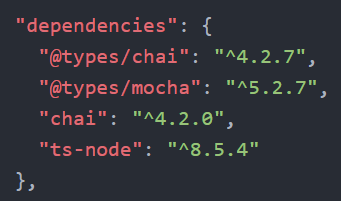 "dependencies": {
"@types/chai": "^4.2.7",
"@types/mocha": "^5.2.7",
"chai": "^4.2.0",
"ts-node": "^8.5.4"
},